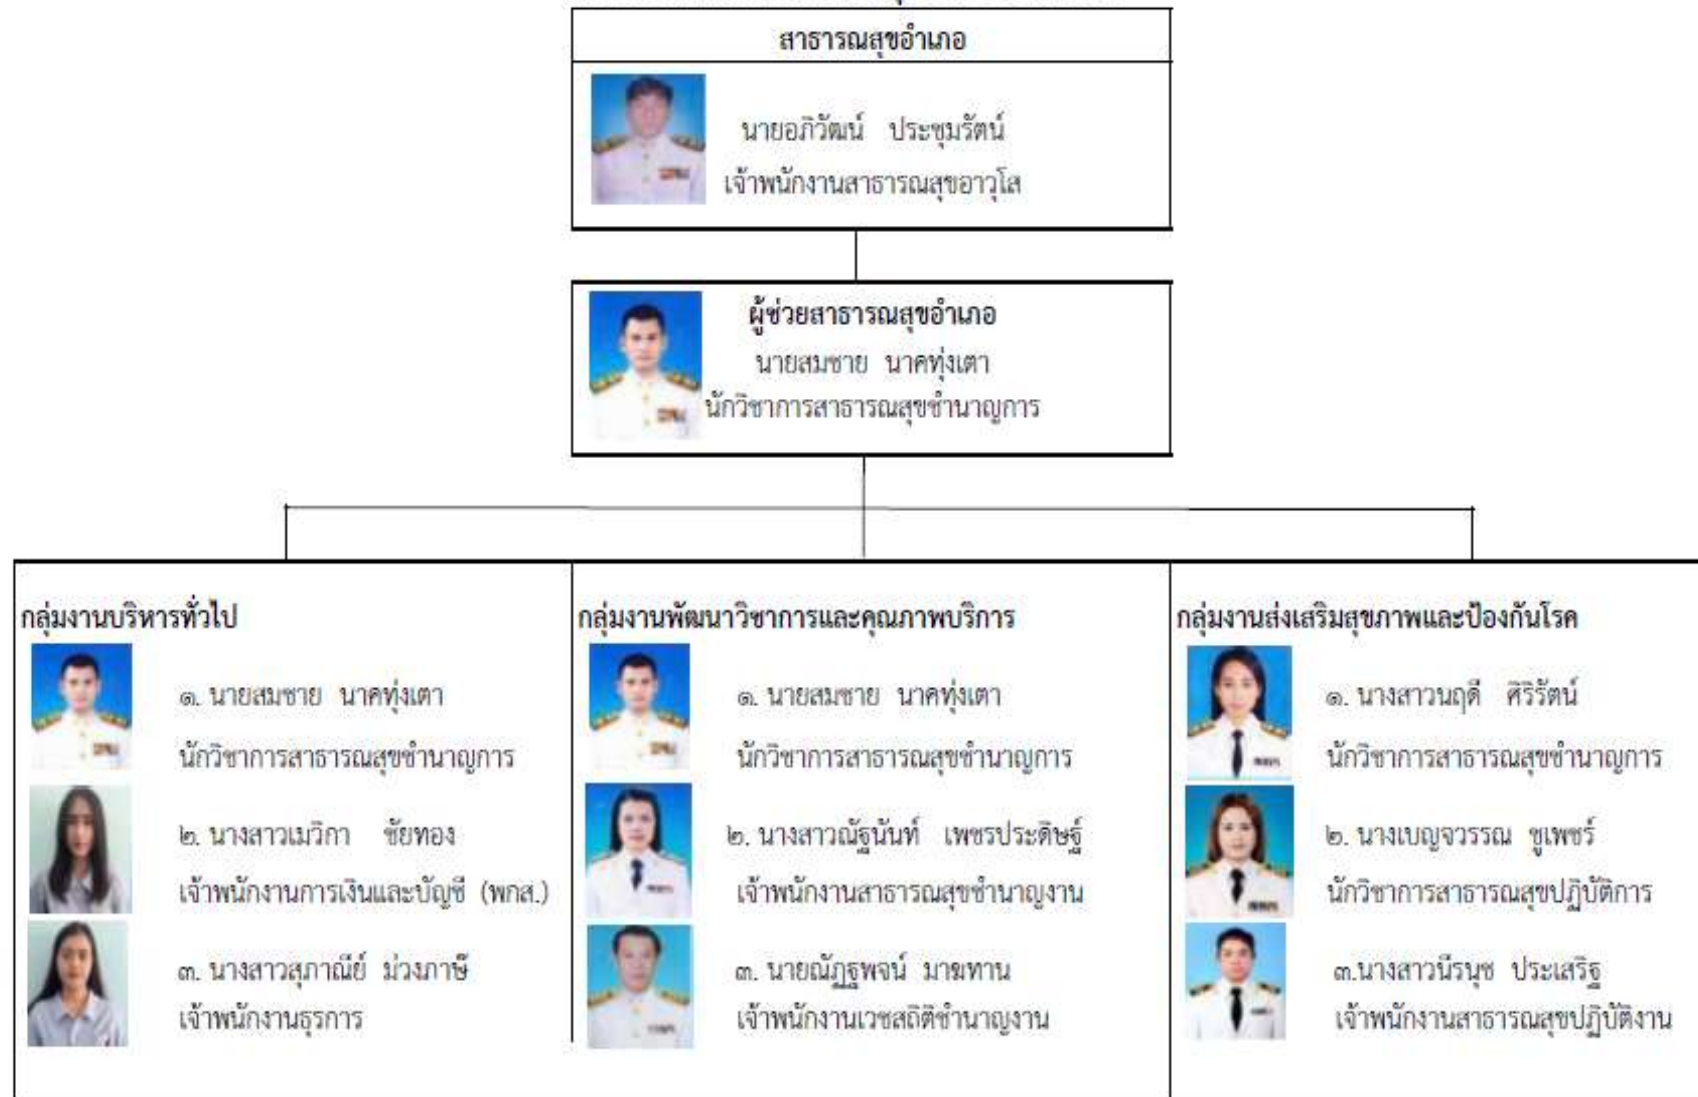 สาธารณสุขอำเภอ
นายอภิวัฒน์ ประชุมรัตน์
เจ้าพนักงานสาธารณสุขอาวุโส
ผู้ช่วยสาธารณสุขอำเภอ
นายสมชาย นาคทุ่งเตา
นักวิชาการสาธารณสุขชำนาญการ
กลุ่มงานบริหารทั่วไป
๑. นายสมชาย นาคทุ่งเตา
นักวิชาการสาธารณสุขชำนาญการ
๒. นางสาวเมวิกา ชัยทอง
เจ้าพนักงานการเงินและบัญชี (พกส.)
๓. นางสาวสุภาณีย์ ม่วงภาษี
เจ้าพนักงานธุรการ
กลุ่มงานพัฒนาวิชาการและคุณภาพบริการ
๑. นายสมชาย นาคทุ่งเตา
นักวิชาการสาธารณสุขชำนาญการ
๒. นางสาวณัฐนันท์ เพชรประดิษฐ์
เจ้าพนักงานสาธารณสุขชำนาญงาน
๓. นายณัฏฐพจน์ มาฆทาน
เจ้าพนักงานเวชสถิติชำนาญงาน
กลุ่มงานส่งเสริมสุขภาพและป้องกันโรค
๑. นางสาวนฤดี ศิริรัตน์
นักวิชาการสาธารณสุขชำนาญการ
๒. นางเบญจวรรณ ชูเพชร์
นักวิชาการสาธารณสุขปฏิบัติการ
๓.นางสาวนีรนุช ประเสริฐ
เจ้าพนักงานสาธารณสุขปฏิบัติงาน